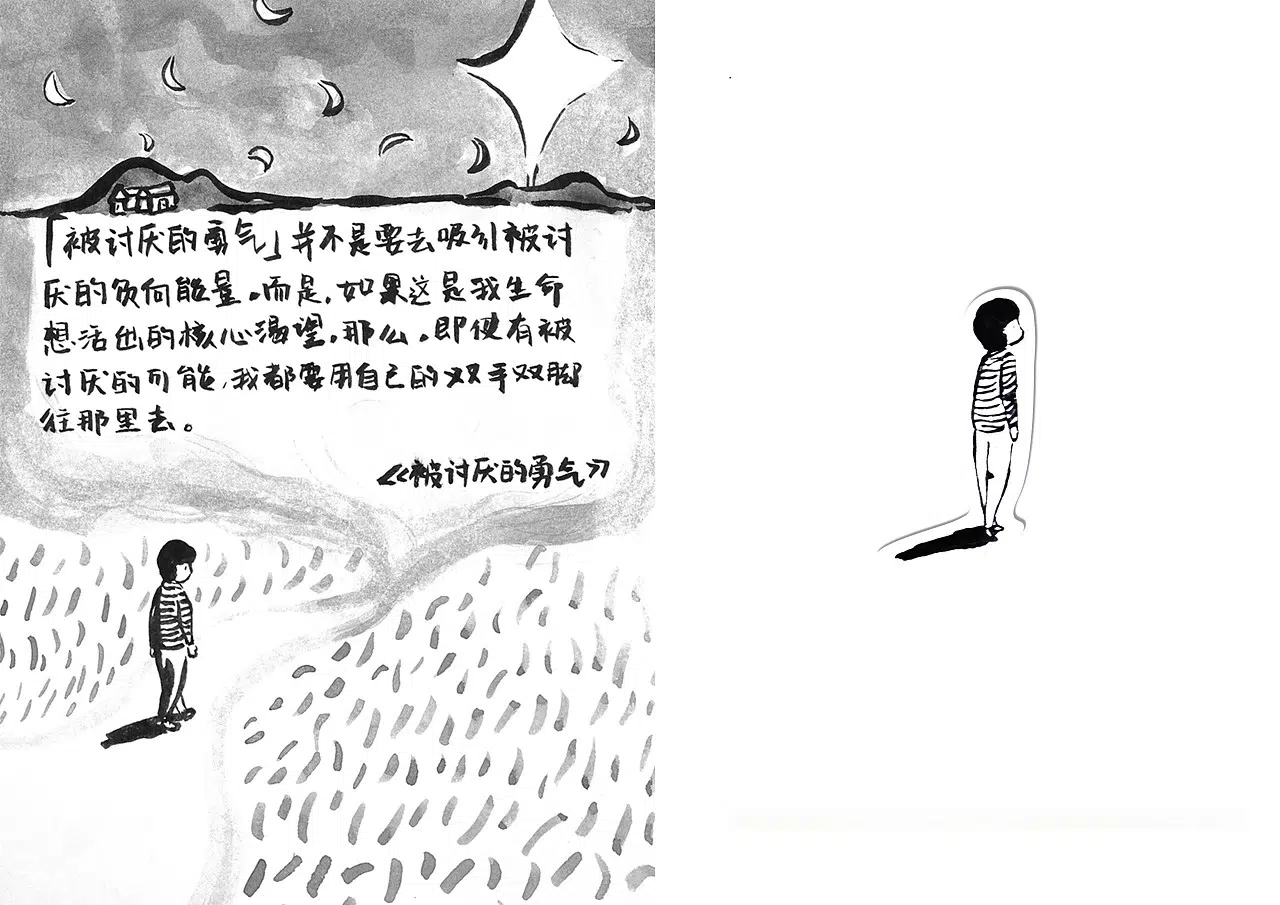 「被讨厌的勇气」并不是要去吸引被讨
厌的负向能量。而是，如果这是我生命
想活出的核心渴望，那么，即使有被
讨厌的可能，我都要用自己的双手双脚
往那里去。
《被讨厌的勇气》